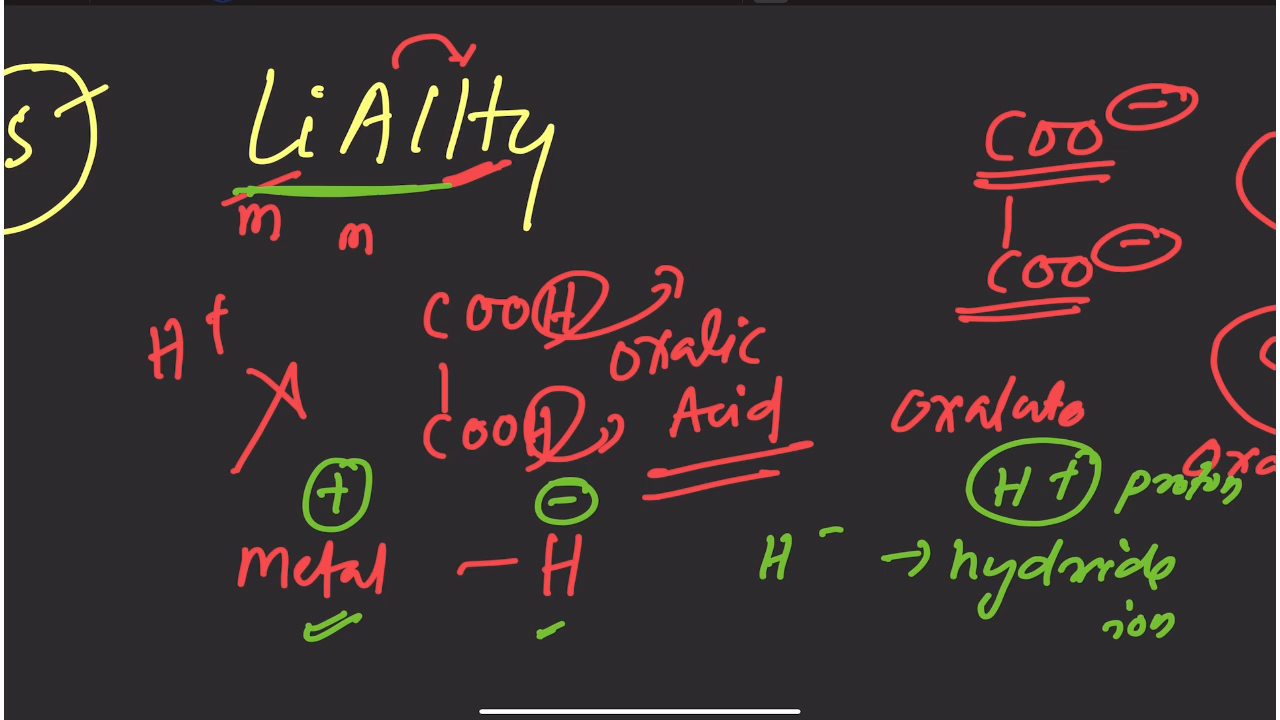 s
LiAlH4
m m
COO⊖
|
COO⊖
oxalate
H+
COOH
|
COOH
oxalic
Acid
⊕ ⊖
Metal — H
H+ proton
H- → hydride
ion